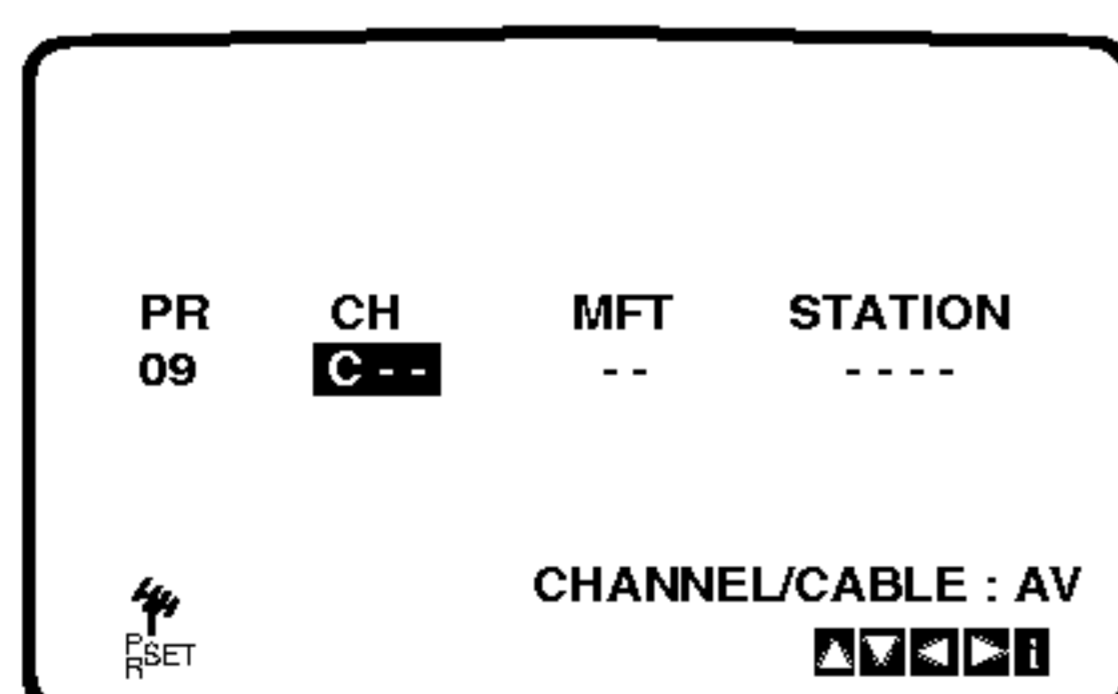 PR CH MFT STATION
09 C - - - - - - - -
CHANNEL/CABLE : AV
PR SET
i